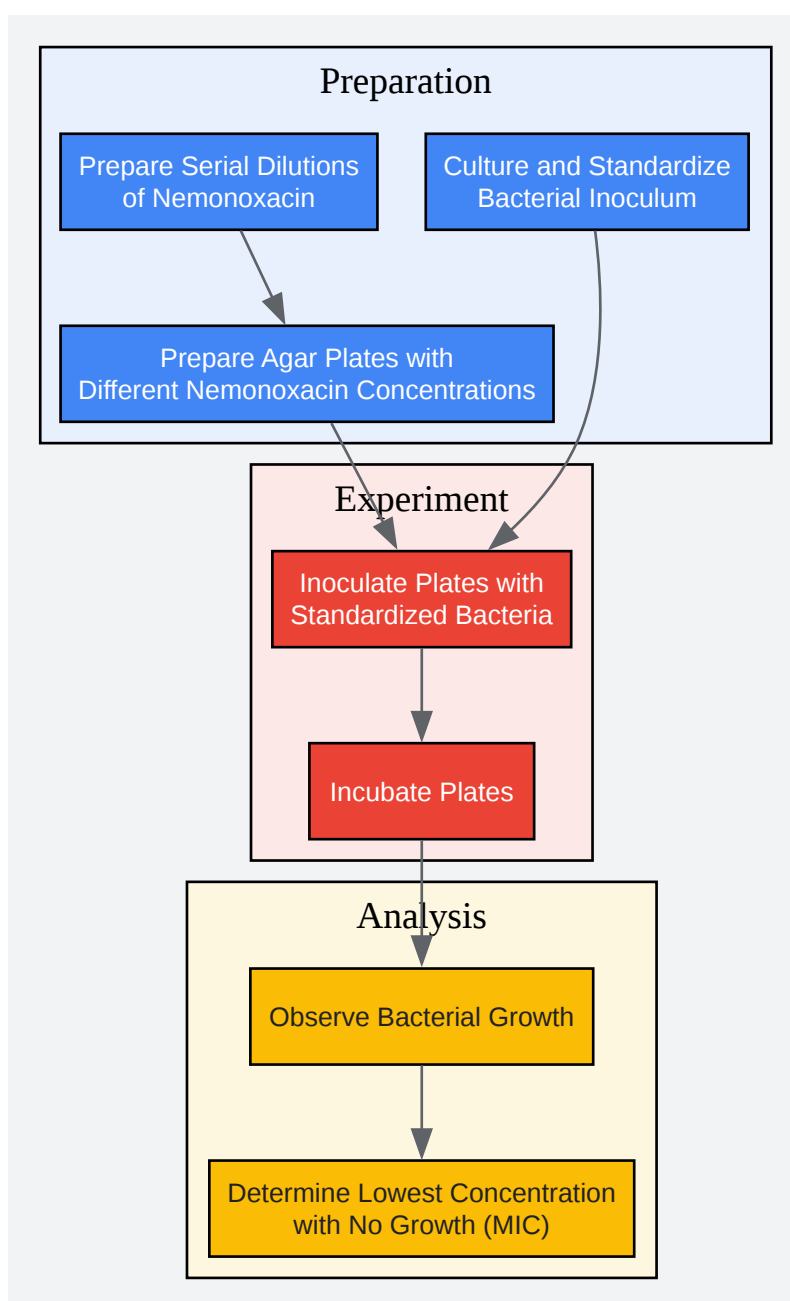 Preparation
Prepare Serial Dilutions
of Nemonoxacin
Culture and Standardize
Bacterial Inoculum
Prepare Agar Plates with
Different Nemonoxacin Concentrations
Experiment
Inoculate Plates with
Standardized Bacteria
Incubate Plates
Analysis
Observe Bacterial Growth
Determine Lowest Concentration
with No Growth (MIC)